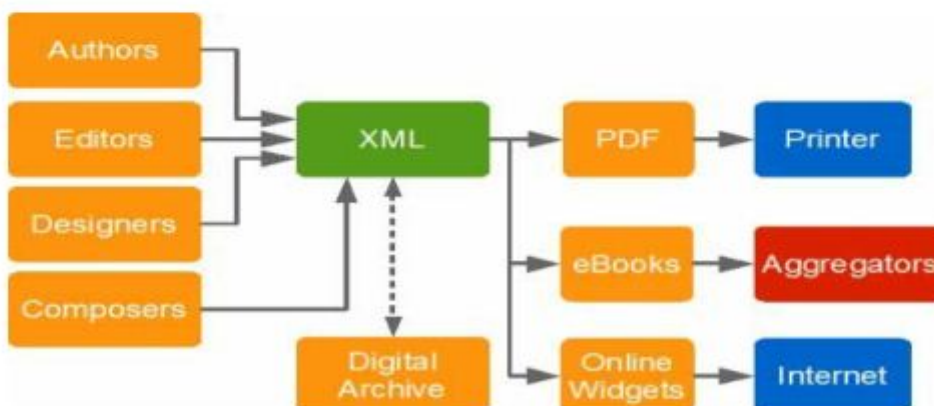 Authors
Editors
Designers
Composers
XML
Digital
Archive
PDF
eBooks
Online
Widgets
Printer
Aggregators
Internet